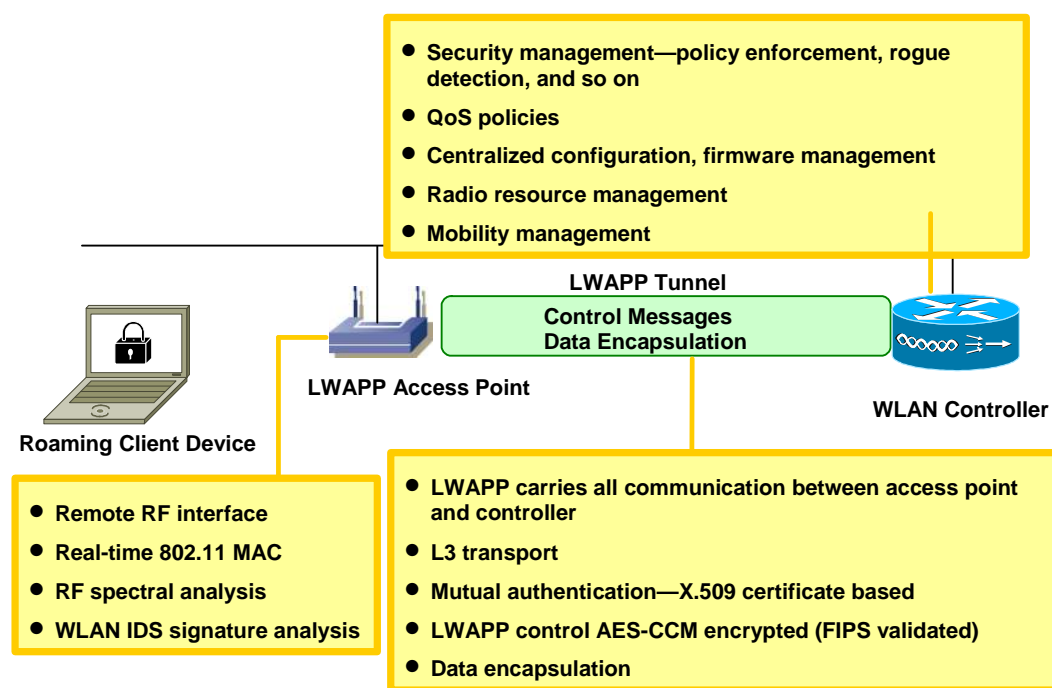 ● Security management—policy enforcement, rogue
detection, and so on
● QoS policies
● Centralized configuration, firmware management
● Radio resource management
● Mobility management
LWAPP Tunnel
Control Messages
Data Encapsulation
LWAPP Access Point
WLAN Controller
Roaming Client Device
● Remote RF interface
● Real-time 802.11 MAC
● RF spectral analysis
● WLAN IDS signature analysis
● LWAPP carries all communication between access point
and controller
● L3 transport
● Mutual authentication—X.509 certificate based
● LWAPP control AES-CCM encrypted (FIPS validated)
● Data encapsulation